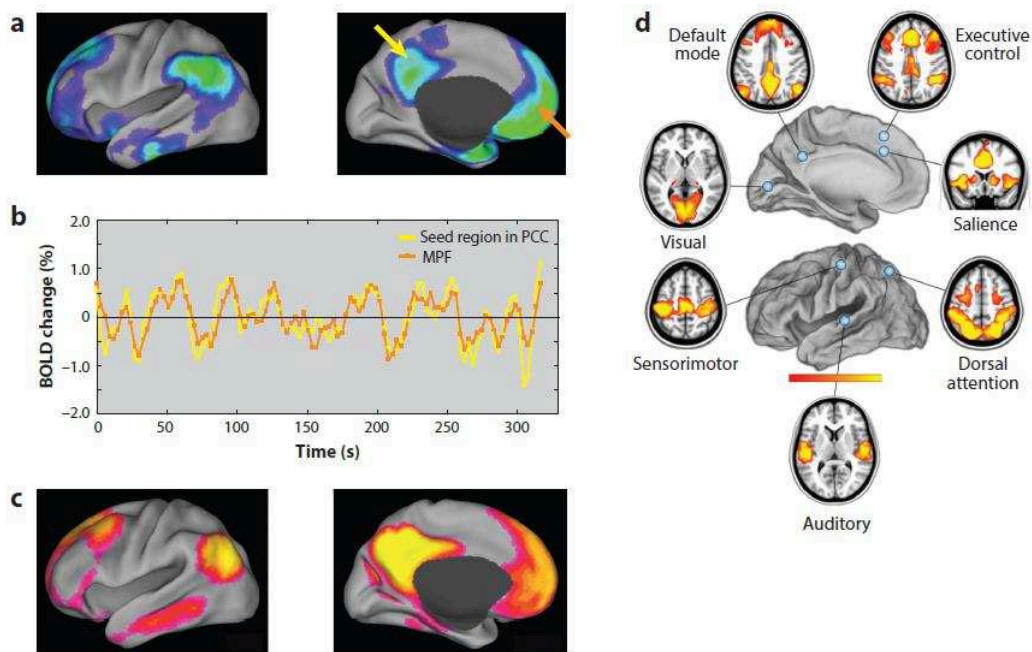 a
b
2.0
1.0
0
–1.0
–2.0
BOLD change (%)
Seed region in PCC
MPF
0
50
100
150
200
250
300
Time (s)
c
d
Default
mode
Executive
control
Visual
Salience
Sensorimotor
Dorsal
attention
Auditory